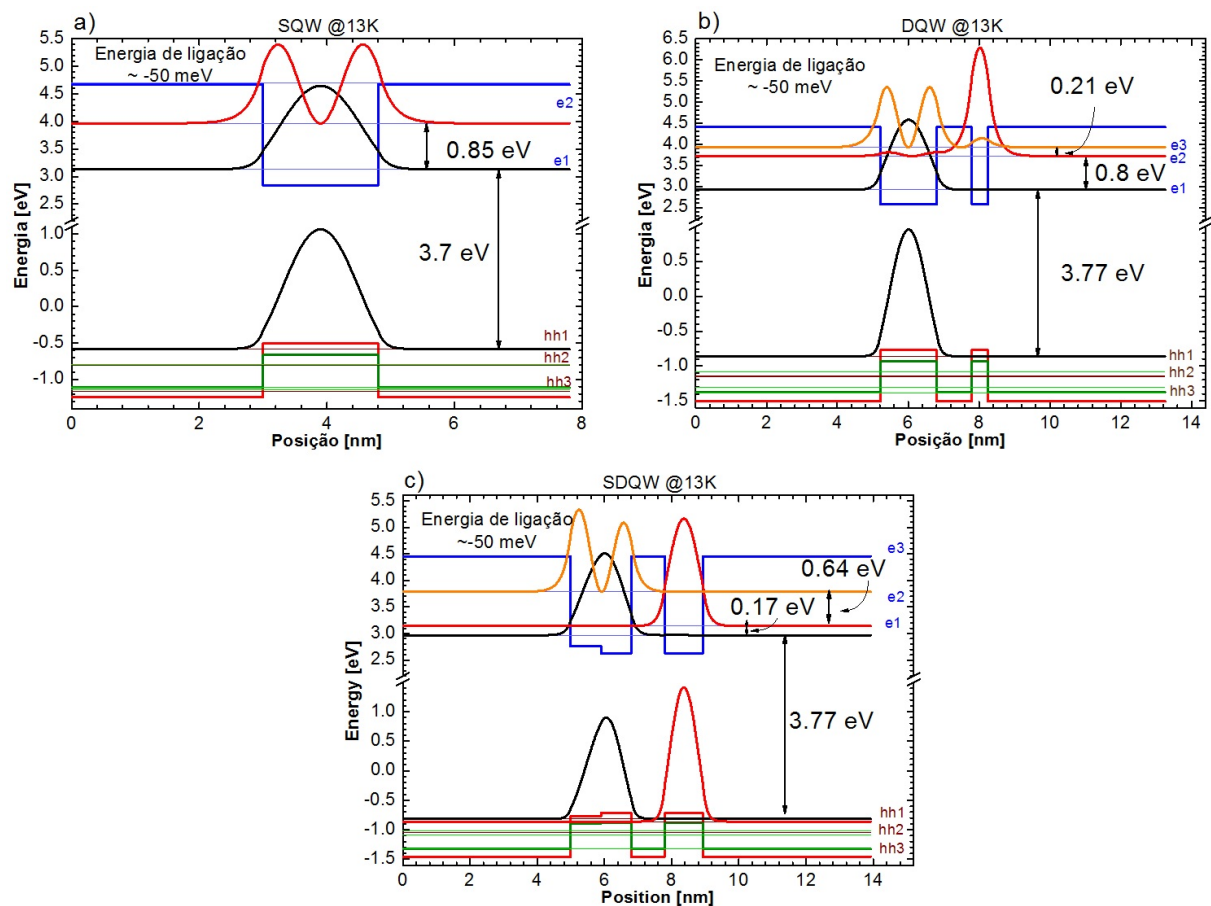 a)
SQW @13K
Energia de ligação
~ -50 meV
e2
0.85 eV
e1
3.7 eV
hh1
hh2
hh3
5.5
5.0
4.5
4.0
3.5
3.0
2.5
1.0
0.5
0.0
-0.5
-1.0
Energia [eV]
0
2
4
6
8
Posição [nm]
b)
DQW @13K
Energia de ligação
~ -50 meV
0.21 eV
e3
e2
0.8 eV
e1
3.77 eV
hh1
hh2
hh3
6.5
6.0
5.5
5.0
4.5
4.0
3.5
3.0
2.5
1.0
0.5
0.0
-0.5
-1.0
-1.5
Energia [eV]
0
2
4
6
8
10
12
14
Posição [nm]
c)
SDQW @13K
Energia de ligação
~-50 meV
e3
0.64 eV
e2
0.17 eV
e1
3.77 eV
hh1
hh2
hh3
5.5
5.0
4.5
4.0
3.5
3.0
2.5
1.0
0.5
0.0
-0.5
-1.0
-1.5
Energy [eV]
0
2
4
6
8
10
12
14
Position [nm]